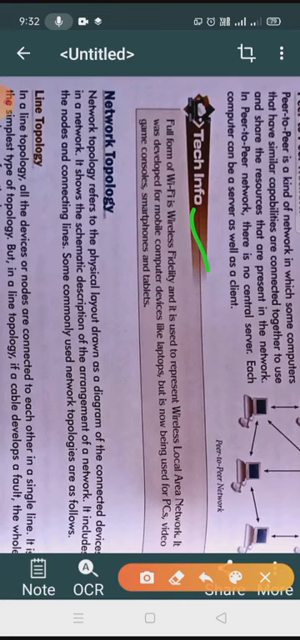 9:32
79
<Untitled>
Peer-to-Peer is a kind of network in which some computers
that have similar capabilities are connected together to use
and share the resources that are present in the network.
In Peer-to-Peer network, there is no central server. Each
computer can be a server as well as a client.
Peer-to-Peer Network
Tech Info
Full form of Wi-Fi is Wireless Fidelity and it is used to represent Wireless Local Area Network. It
was developed for mobile computer devices like laptops, but is now being used for PCs, video
game consoles, smartphones and tablets.
Network Topology
Network topology refers to the physical layout drawn as a diagram of the connected devices
in a network. It shows the schematic description of the arrangement of a network. It includes
the nodes and connecting lines. Some commonly used network topologies are as follows.
Line Topology
In a line topology, all the devices or nodes are connected to each other in a single line. It is
the simplest type of topology. But, in a line topology, if a cable develops a fault, the whole
Note
OCR
Share
More